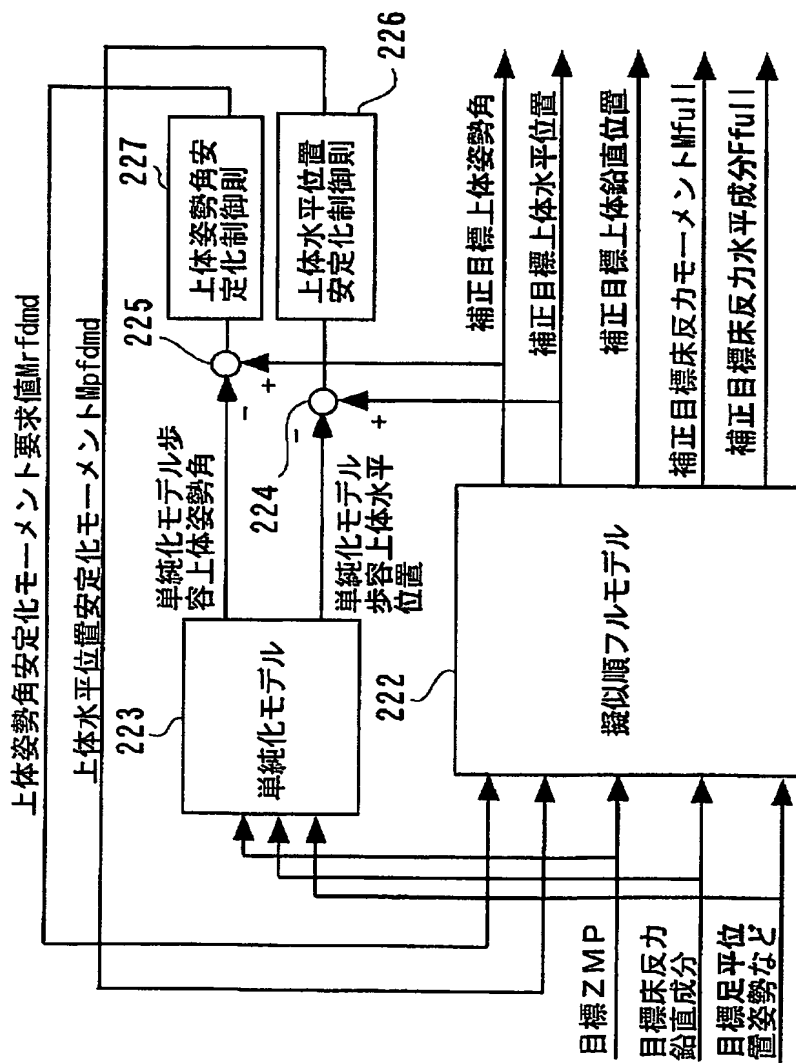 上体姿勢角安定化モーメント要求値Mrfdmd
上体水平位置安定化モーメントMpfdmd
227
上体姿勢角安
定化制御則
226
上体水平位置
安定化制御則
225
+
-
224
-
+
単純化モデル歩
容上体姿勢角
単純化モデル
歩容上体水平
位置
223
単純化モデル
222
擬似順フルモデル
補正目標上体姿勢角
補正目標上体水平位置
補正目標上体鉛直位置
補正目標床反力モーメントMfull
補正目標床反力水平成分Ffull
目標ZMP
目標床反力
鉛直成分
目標足平位
置姿勢など